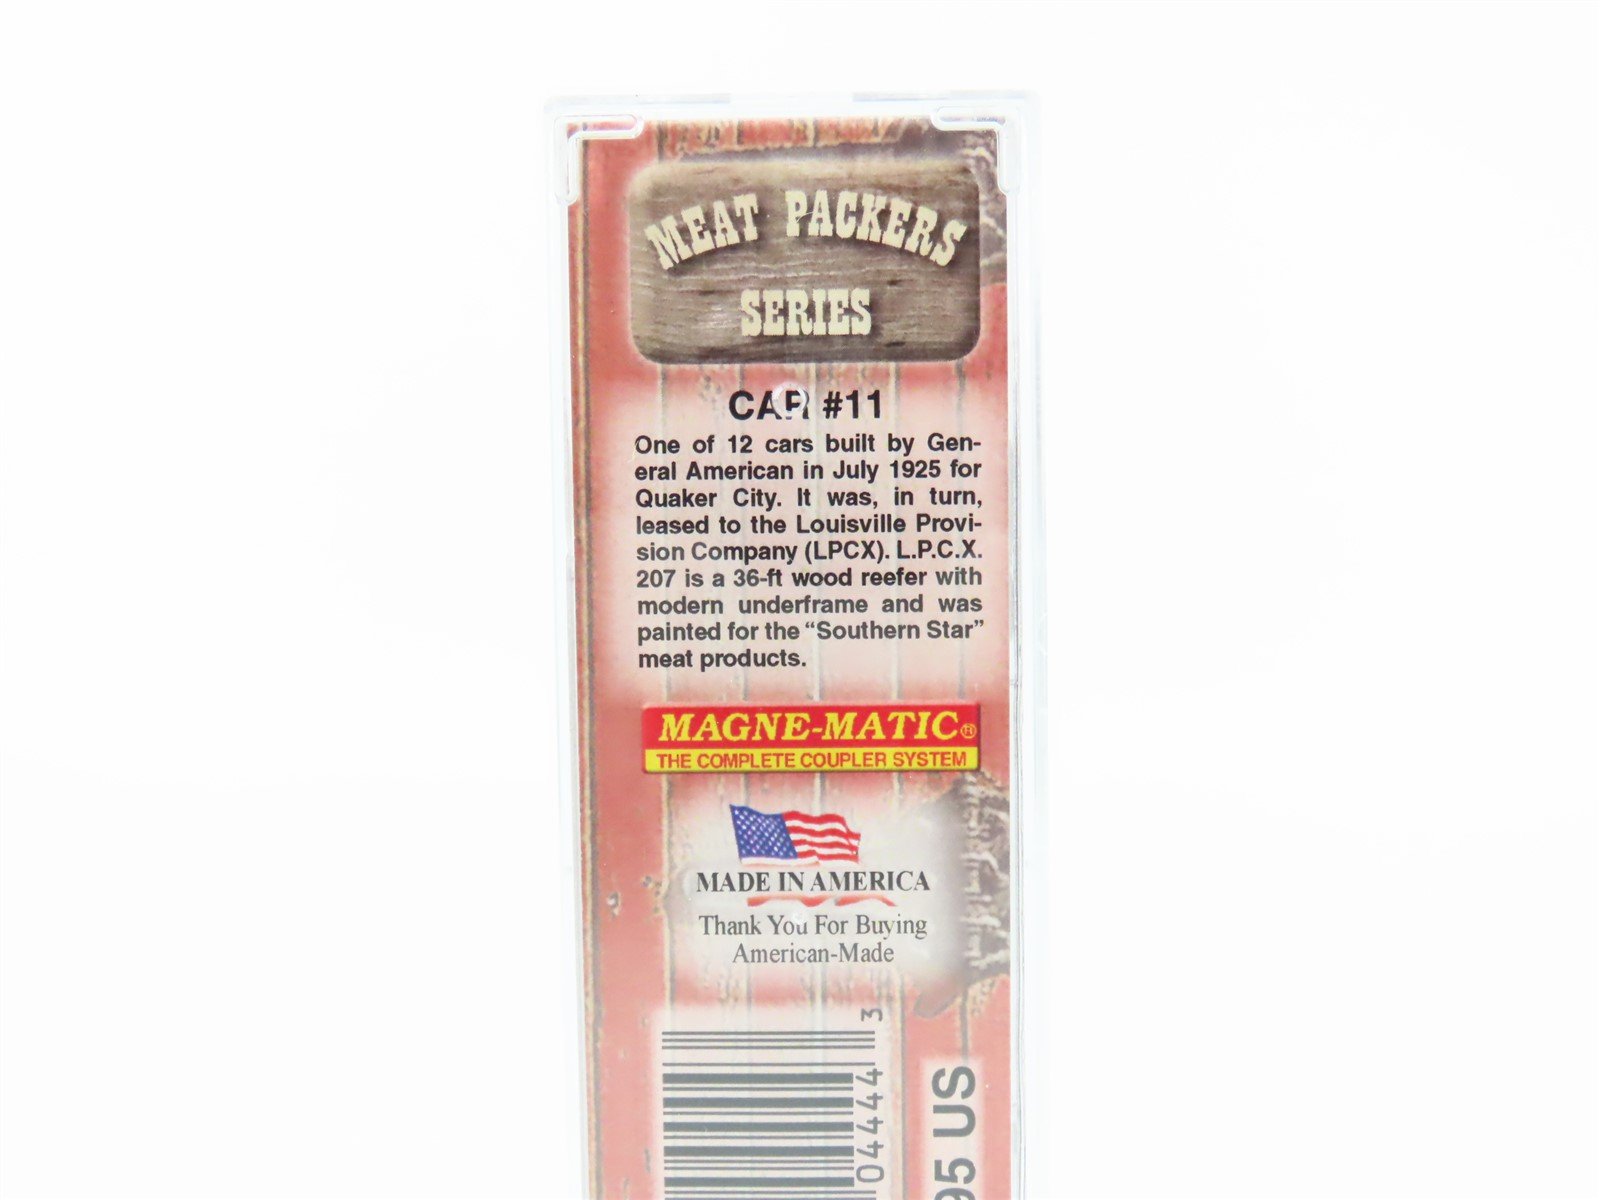 MEAT PACKERS
SERIES
CAR #11
One of 12 cars built by Gen-
eral American in July 1925 for
Quaker City. It was, in turn,
leased to the Louisville Provi-
sion Company (LPCX). L.P.C.X.
207 is a 36-ft wood reefer with
modern underframe and was
painted for the “Southern Star”
meat products.
MAGNE-MATIC®
THE COMPLETE COUPLER SYSTEM
MADE IN AMERICA
Thank You For Buying
American-Made
04444 3
95 US